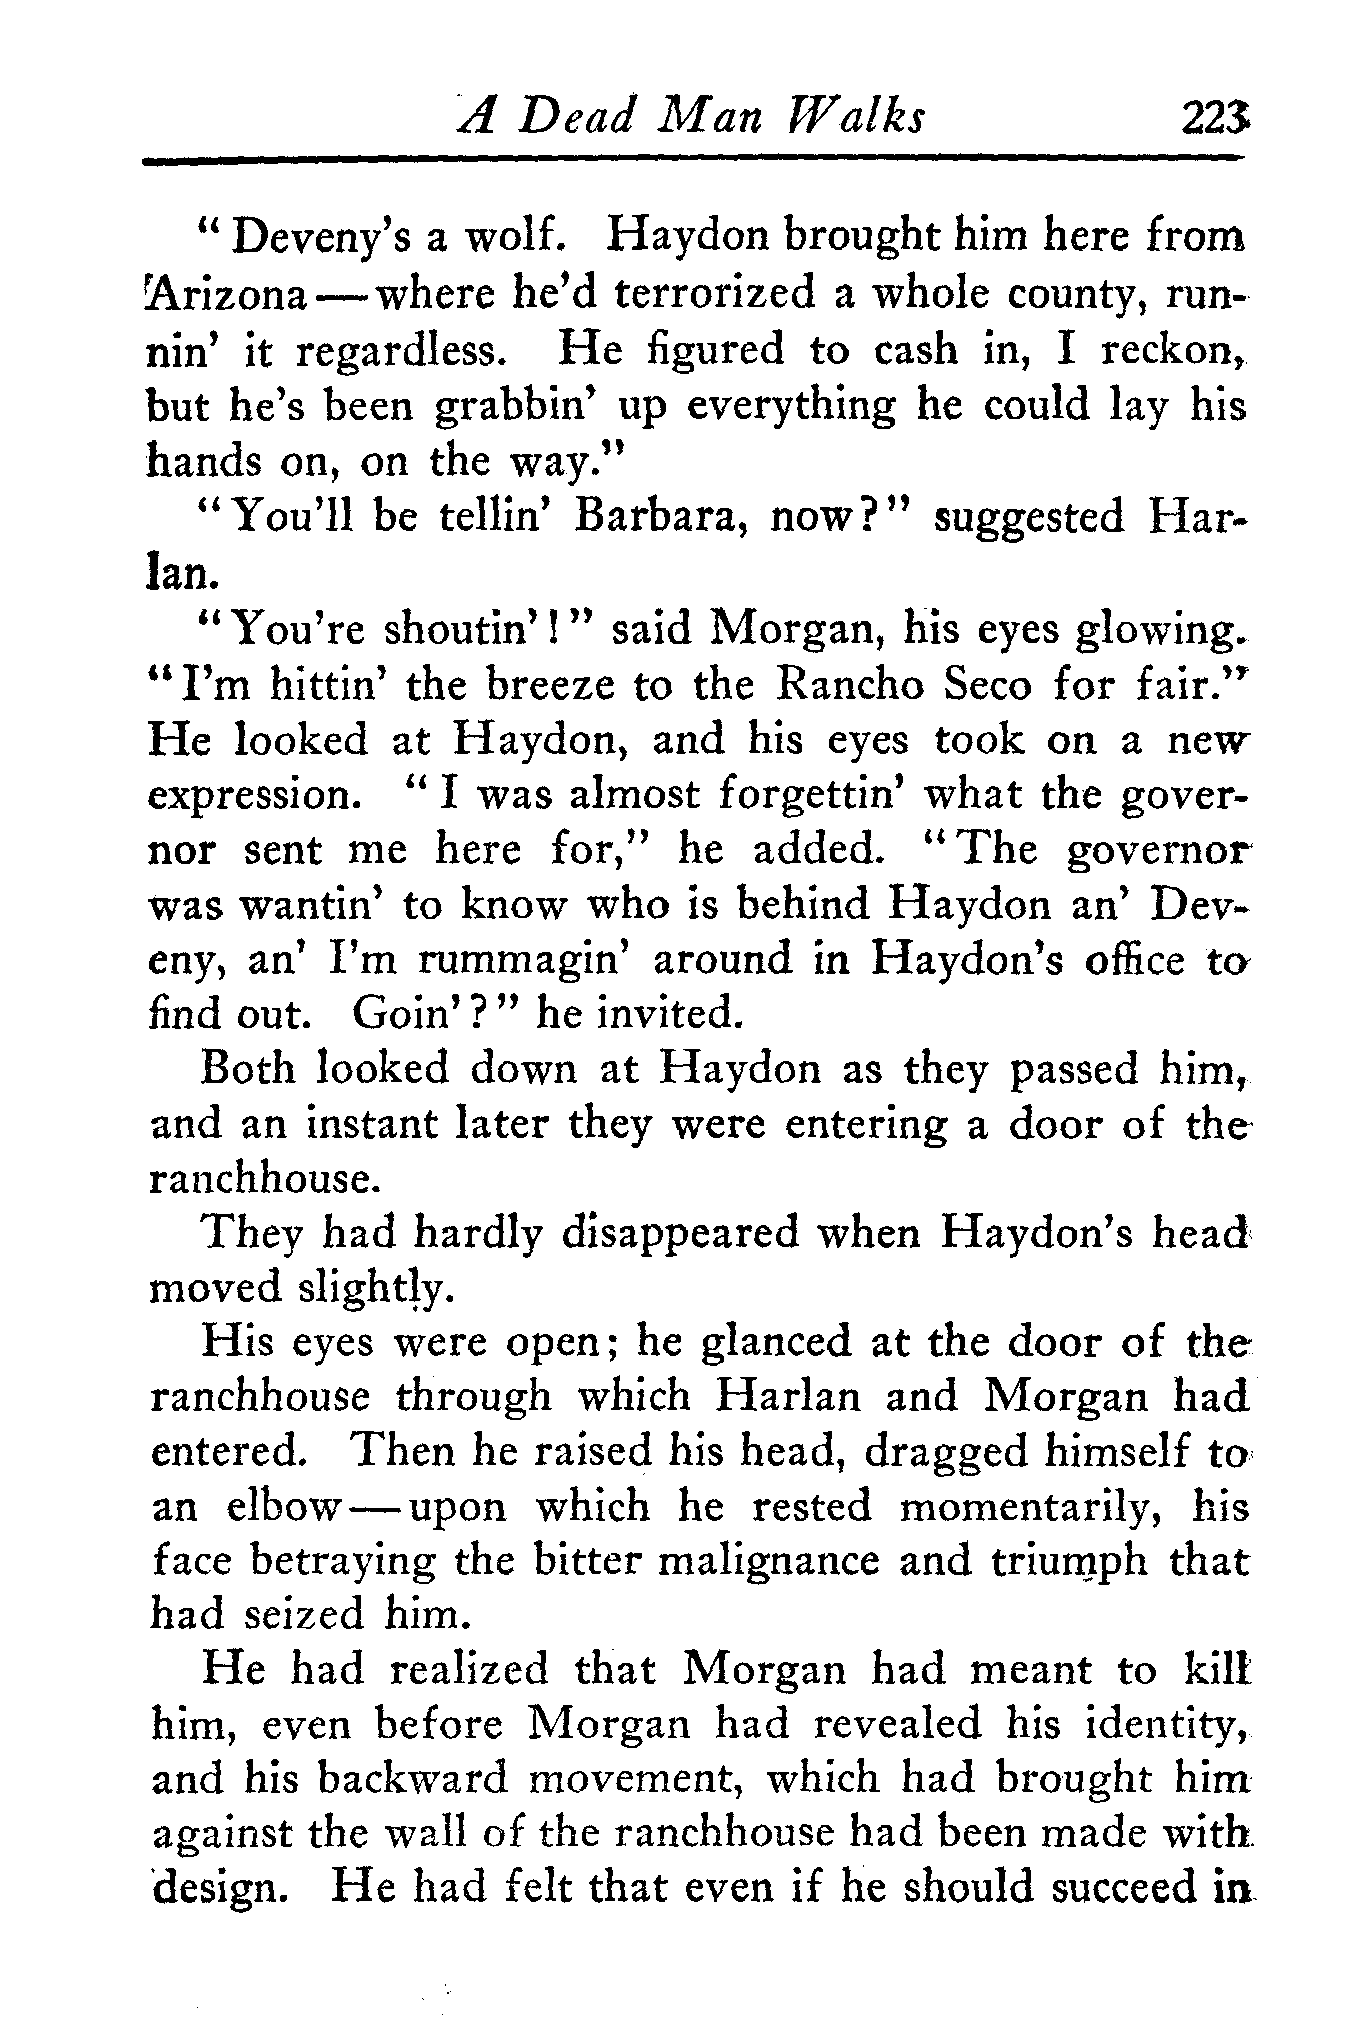 A Dead Man Walks 223
“Deveny’s a wolf. Haydon brought him here from
Arizona—where he’d terrorized a whole county, run-
nin’ it regardless. He figured to cash in, I reckon,
but he’s been grabbin’ up everything he could lay his
hands on, on the way.”
“You’ll be tellin’ Barbara, now?” suggested Har-
lan.
“You’re shoutin’!” said Morgan, his eyes glowing.
“I’m hittin’ the breeze to the Rancho Seco for fair.”
He looked at Haydon, and his eyes took on a new
expression. “I was almost forgettin’ what the gover-
nor sent me here for,” he added. “The governor
was wantin’ to know who is behind Haydon an’ Dev-
eny, an’ I’m rummagin’ around in Haydon’s office to
find out. Goin’?” he invited.
Both looked down at Haydon as they passed him,
and an instant later they were entering a door of the
ranchhouse.
They had hardly disappeared when Haydon’s head
moved slightly.
His eyes were open; he glanced at the door of the
ranchhouse through which Harlan and Morgan had
entered. Then he raised his head, dragged himself to
an elbow—upon which he rested momentarily, his
face betraying the bitter malignance and triumph that
had seized him.
He had realized that Morgan had meant to kill
him, even before Morgan had revealed his identity,
and his backward movement, which had brought him
against the wall of the ranchhouse had been made with
design. He had felt that even if he should succeed in